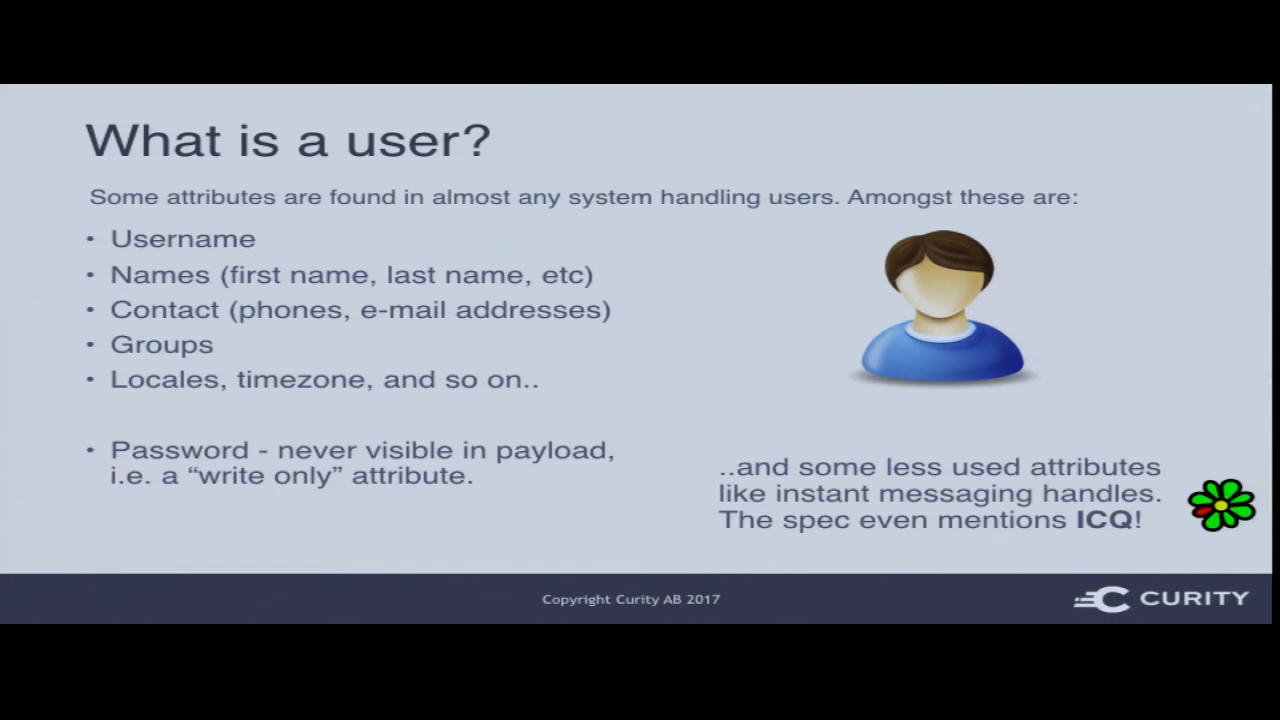 What is a user?
Some attributes are found in almost any system handling users. Amongst these are:
• Username
• Names (first name, last name, etc)
• Contact (phones, e-mail addresses)
• Groups
• Locales, timezone, and so on..
• Password - never visible in payload,
i.e. a “write only” attribute.
..and some less used attributes
like instant messaging handles.
The spec even mentions ICQ!
Copyright Curity AB 2017
CURITY